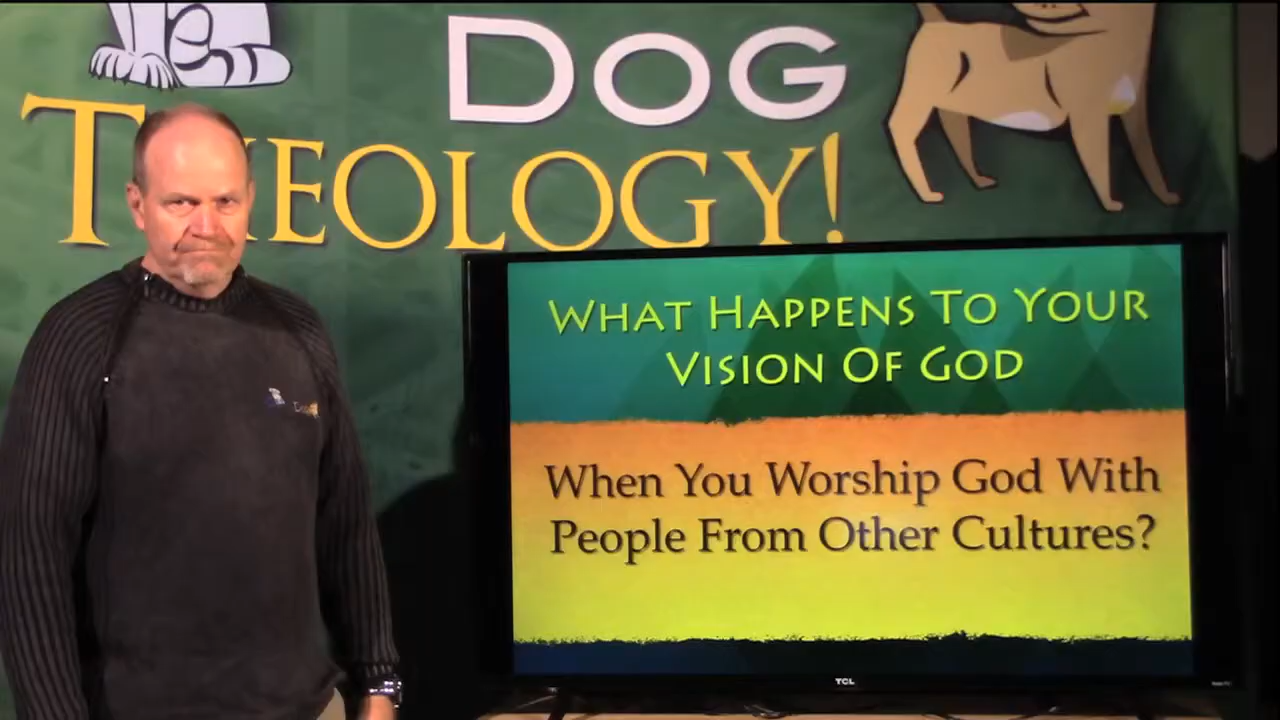 DOG
THEOLOGY!
WHAT HAPPENS TO YOUR
VISION OF GOD
When You Worship God With
People From Other Cultures?
TCL